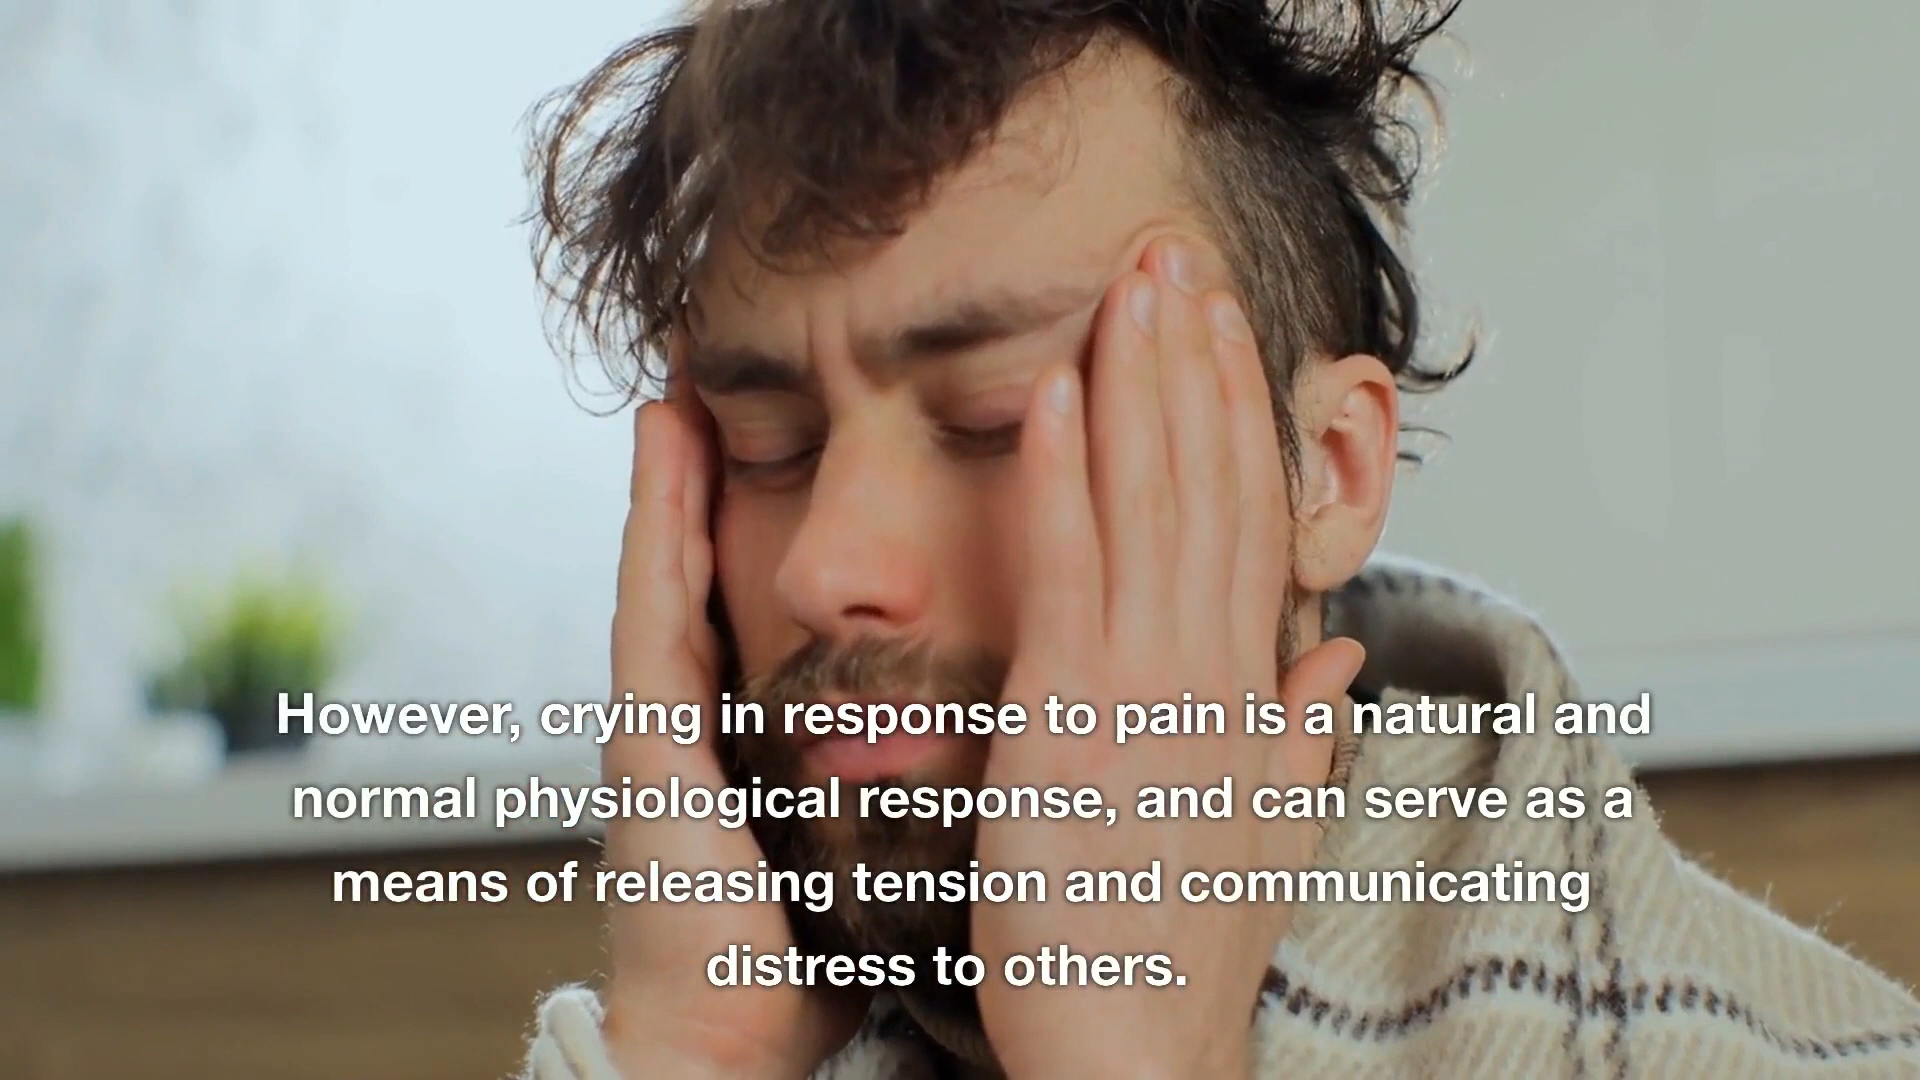 However, crying in response to pain is a natural and
normal physiological response, and can serve as a
means of releasing tension and communicating
distress to others.